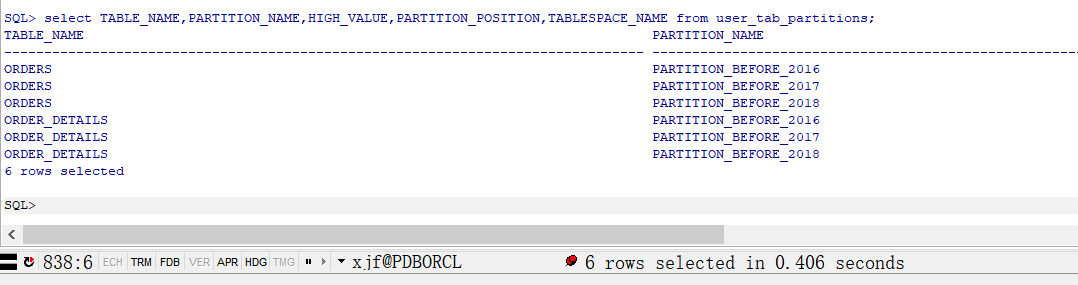 SQL> select TABLE_NAME,PARTITION_NAME,HIGH_VALUE,PARTITION_POSITION,TABLESPACE_NAME from user_tab_partitions;
TABLE_NAME PARTITION_NAME
-------------------------------------------------------------------------------- --------------------------------------------------------------------------------
ORDERS PARTITION_BEFORE_2016
ORDERS PARTITION_BEFORE_2017
ORDERS PARTITION_BEFORE_2018
ORDER_DETAILS PARTITION_BEFORE_2016
ORDER_DETAILS PARTITION_BEFORE_2017
ORDER_DETAILS PARTITION_BEFORE_2018
6 rows selected
SQL>
838:6 ECH TRM FDB VER APR HDG TMG xjf@PDBORCL 6 rows selected in 0.406 seconds